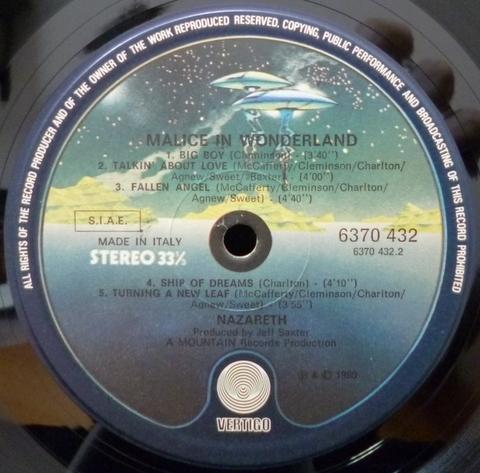 ALL RIGHTS OF THE RECORD PRODUCER AND OF THE OWNER OF THE WORK REPRODUCED RESERVED. COPYING, PUBLIC PERFORMANCE AND BROADCASTING OF THIS RECORD PROHIBITED
MALICE IN WONDERLAND
1. BIG BOY (Cleminson) - (3'40'')
2. TALKIN' ABOUT LOVE (McCafferty/Cleminson/Charlton/
Agnew/Sweet/Baxter) - (4'00'')
3. FALLEN ANGEL (McCafferty/Cleminson/Charlton/
Agnew/Sweet) - (4'40'')
S.I.A.E.
MADE IN ITALY
STEREO 33⅓
6370 432
6370 432.2
4. SHIP OF DREAMS (Charlton) - (4'10'')
5. TURNING A NEW LEAF (McCafferty/Cleminson/Charlton/
Agnew/Sweet) - (3'55'')
NAZARETH
Produced by Jeff Baxter
A MOUNTAIN Records Production
℗ & © 1980
VERTIGO